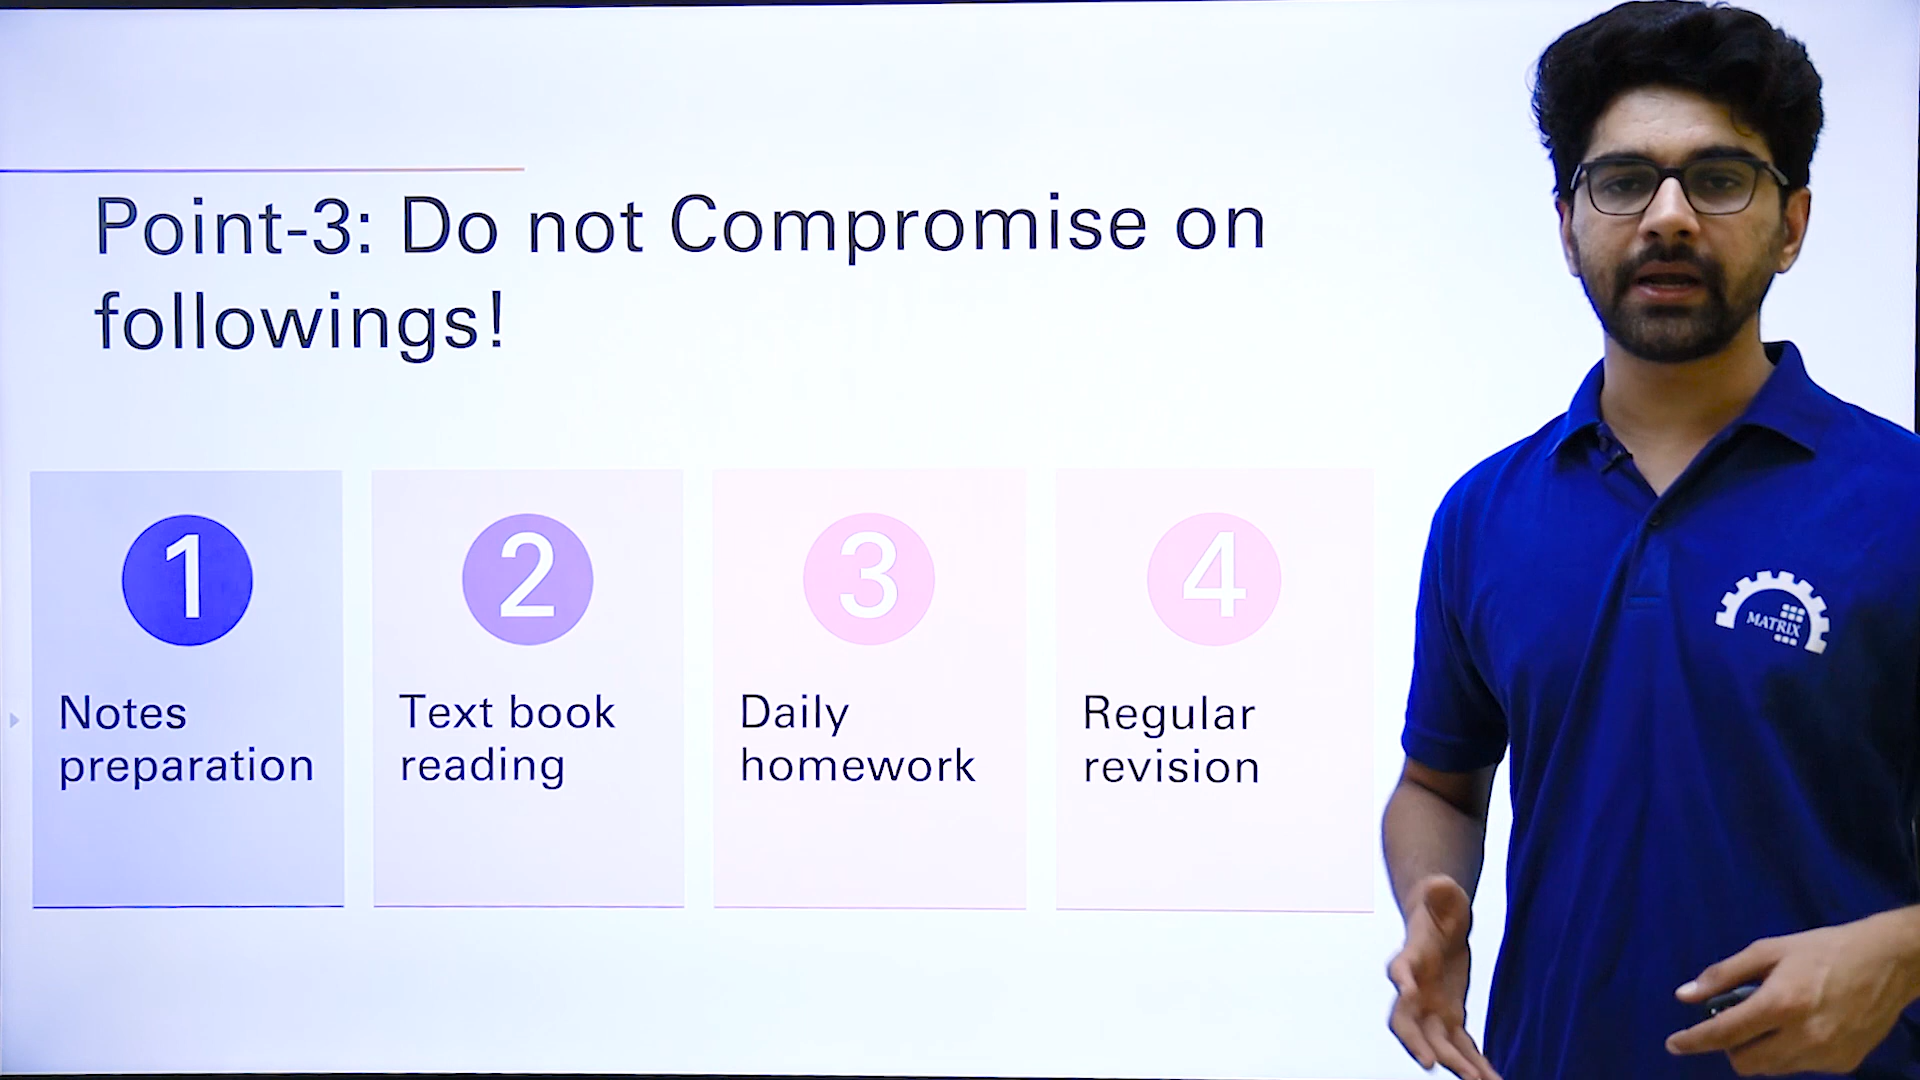 Point-3: Do not Compromise on
followings!
1
2
3
4
Notes
preparation
Text book
reading
Daily
homework
Regular
revision
MATRIX